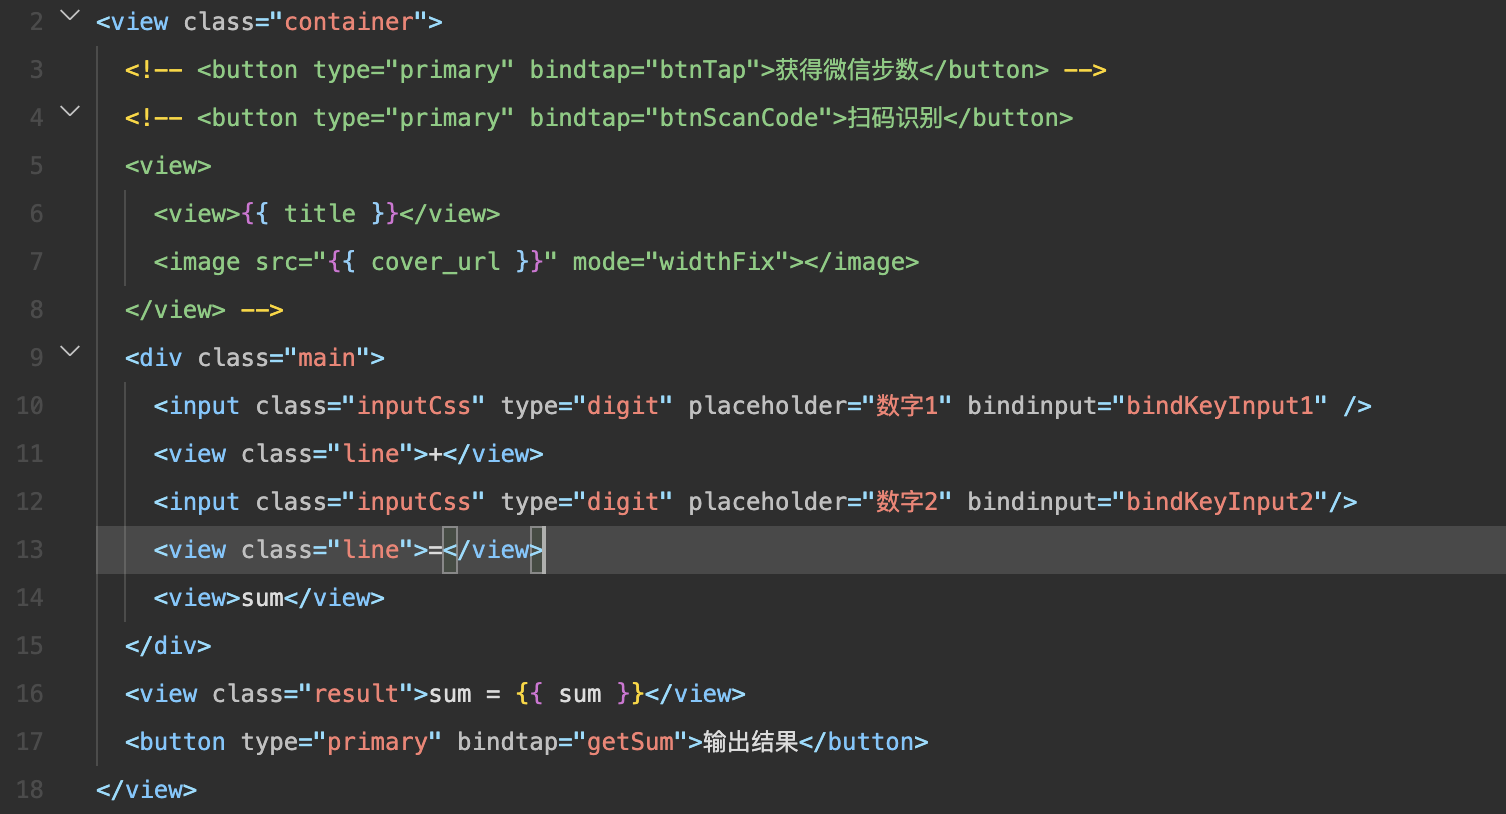 2 <view class="container">
3 <!-- <button type="primary" bindtap="btnTap">获得微信步数</button> -->
4 <!-- <button type="primary" bindtap="btnScanCode">扫码识别</button>
5 <view>
6 <view>{{ title }}</view>
7 <image src="{{ cover_url }}" mode="widthFix"></image>
8 </view> -->
9 <div class="main">
10 <input class="inputCss" type="digit" placeholder="数字1" bindinput="bindKeyInput1" />
11 <view class="line">+</view>
12 <input class="inputCss" type="digit" placeholder="数字2" bindinput="bindKeyInput2"/>
13 <view class="line">=</view>
14 <view>sum</view>
15 </div>
16 <view class="result">sum = {{ sum }}</view>
17 <button type="primary" bindtap="getSum">输出结果</button>
18 </view>